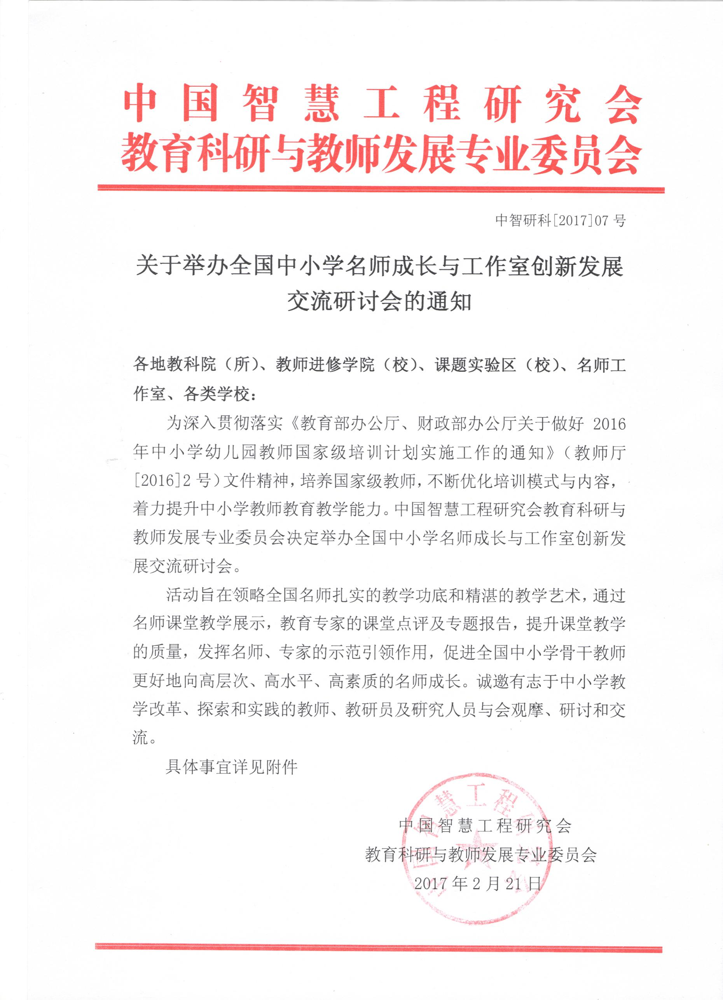 中国智慧工程研究会
教育科研与教师发展专业委员会
中智研科[2017]07 号
关于举办全国中小学名师成长与工作室创新发展
交流研讨会的通知
各地教科院（所）、教师进修学院（校）、课题实验区（校）、名师工
作室、各类学校：
为深入贯彻落实《教育部办公厅、财政部办公厅关于做好 2016
年中小学幼儿园教师国家级培训计划实施工作的通知》（教师厅
[2016]2 号）文件精神，培养国家级教师，不断优化培训模式与内容，
着力提升中小学教师教育教学能力。中国智慧工程研究会教育科研与
教师发展专业委员会决定举办全国中小学名师成长与工作室创新发
展交流研讨会。
活动旨在领略全国名师扎实的教学功底和精湛的教学艺术，通过
名师课堂教学展示，教育专家的课堂点评及专题报告，提升课堂教学
的质量，发挥名师、专家的示范引领作用，促进全国中小学骨干教师
更好地向高层次、高水平、高素质的名师成长。诚邀有志于中小学教
学改革、探索和实践的教师、教研员及研究人员与会观摩、研讨和交
流。
具体事宜详见附件
中国智慧工程研究会
教育科研与教师发展专业委员会
2017 年 2 月 21 日
中国智慧工程研究会